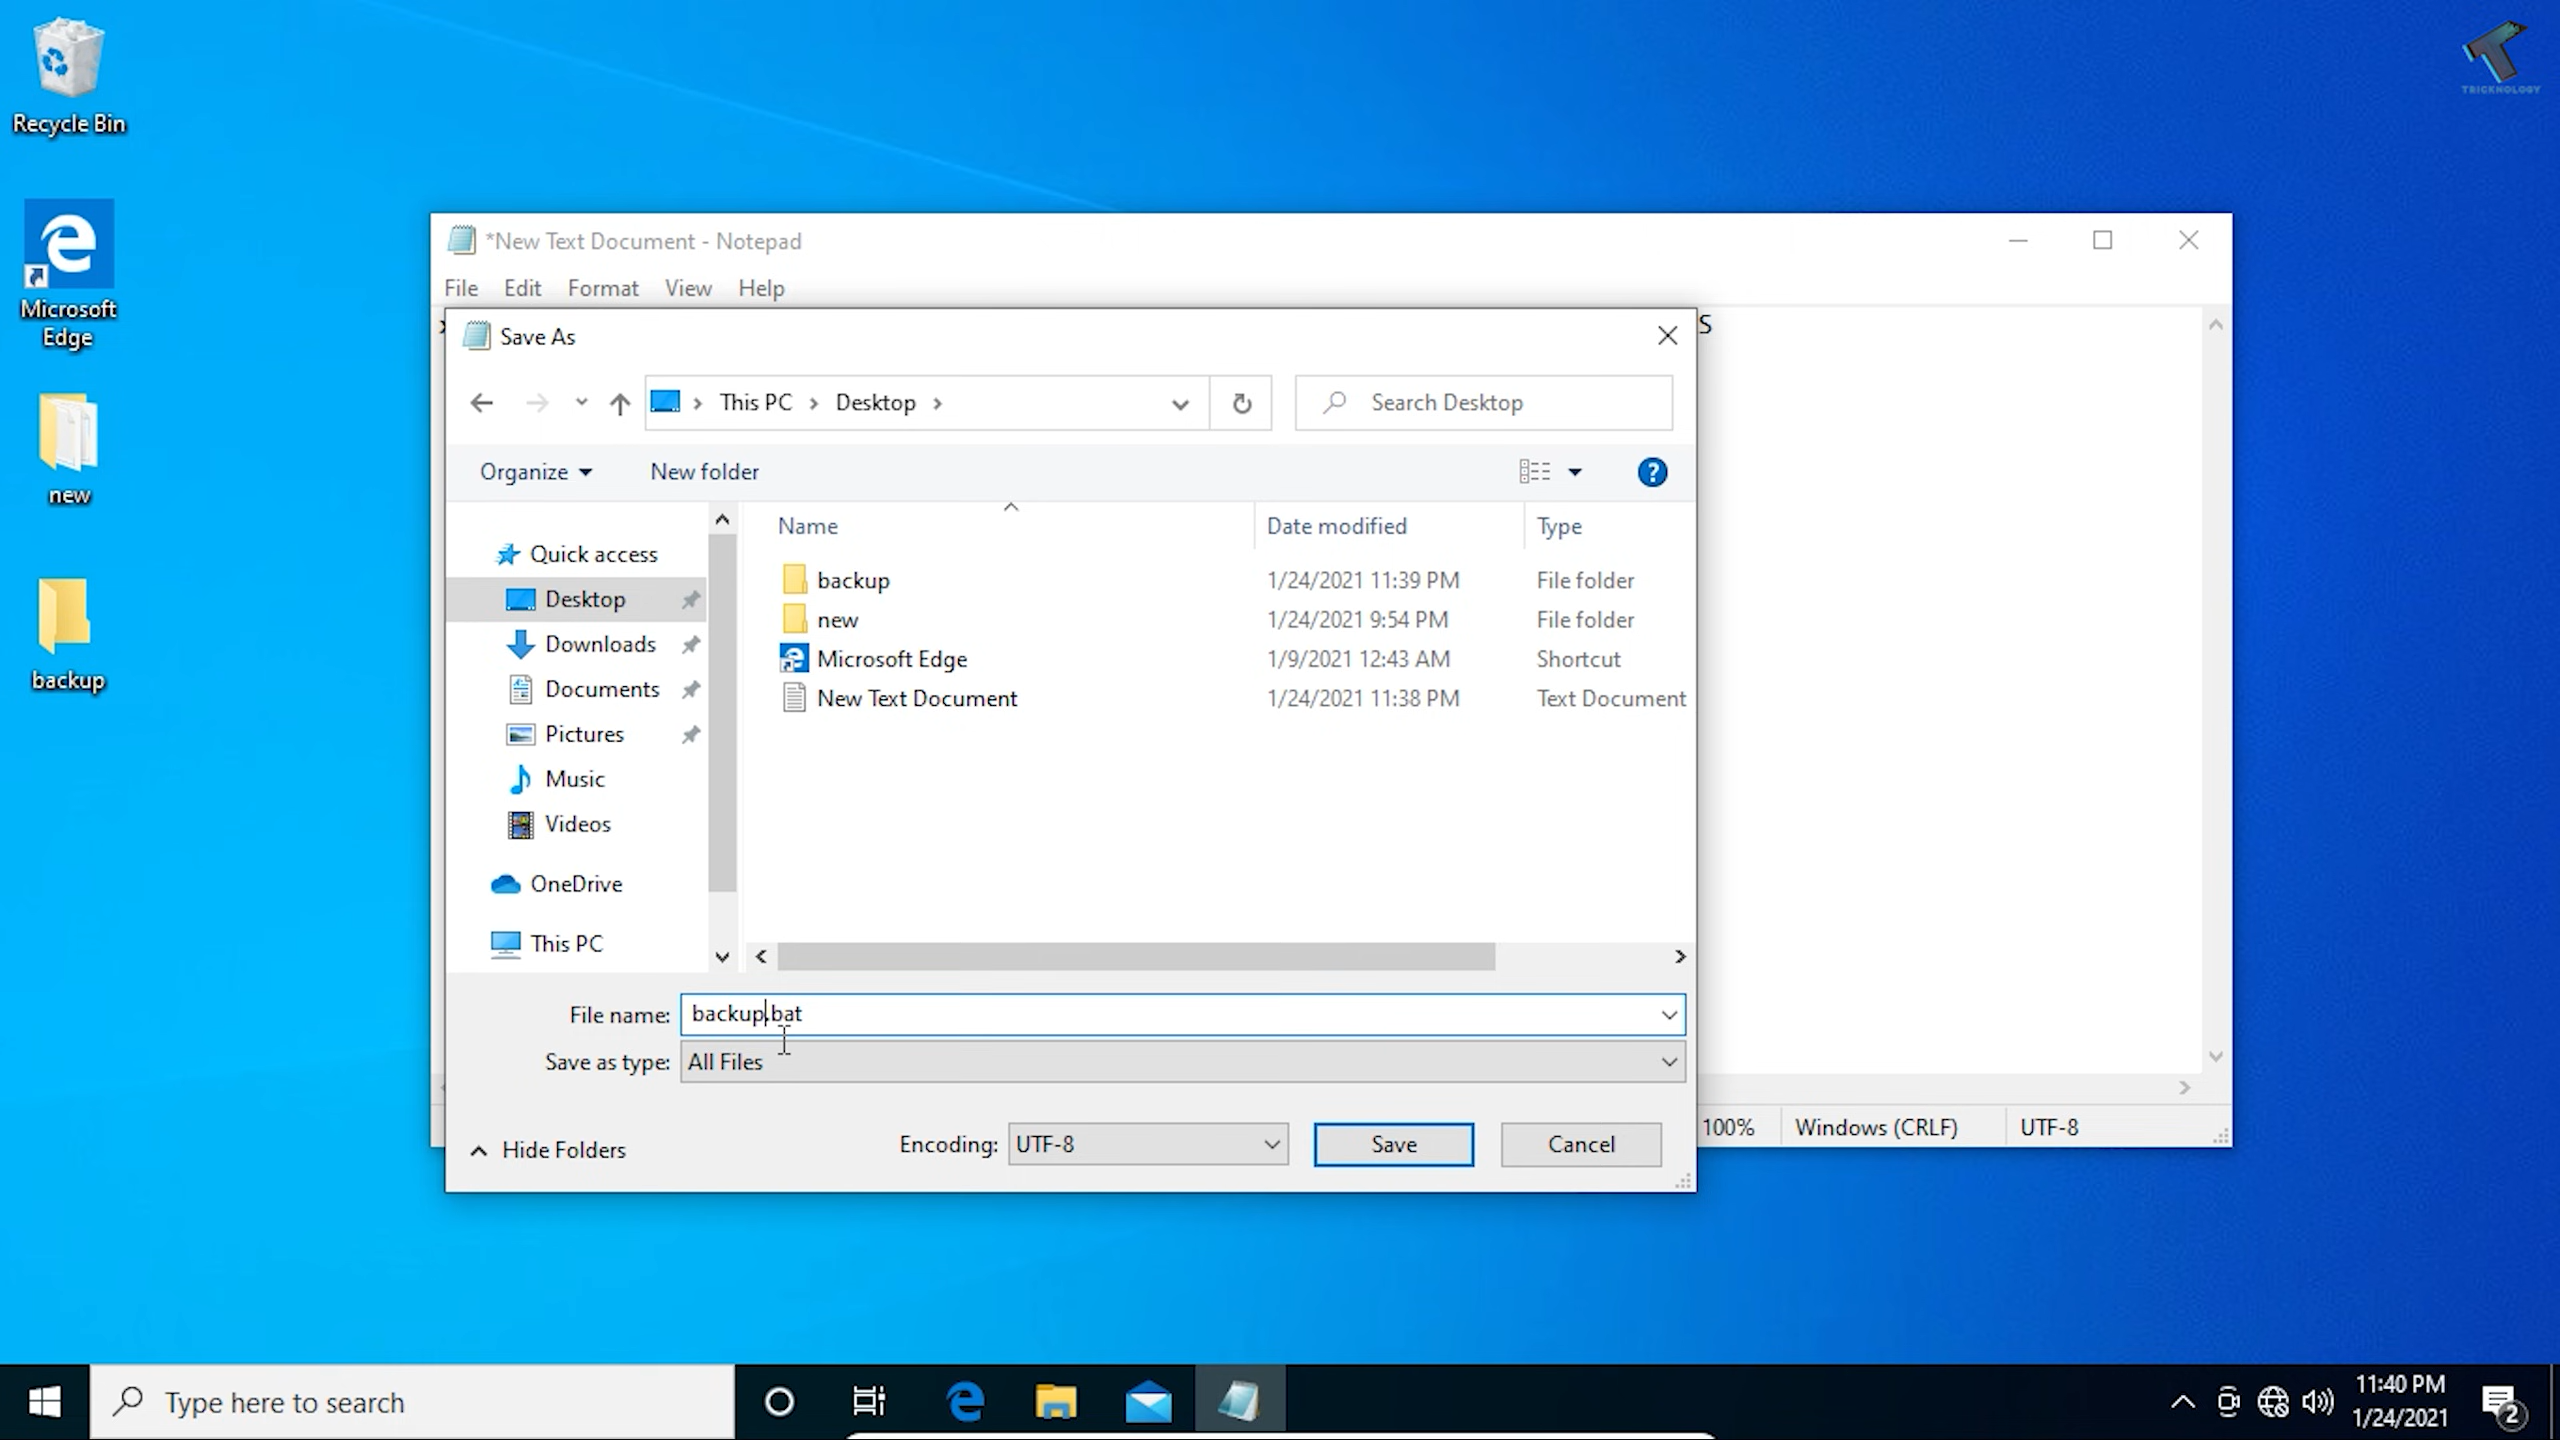 Recycle Bin
Microsoft
Edge
new
backup
TRICKNOLOGY
*New Text Document - Notepad
File Edit Format View Help
S
Save As
This PC Desktop
Search Desktop
Organize New folder
Name Date modified Type
Quick access
Desktop
Downloads
Documents
Pictures
Music
Videos
OneDrive
This PC
backup 1/24/2021 11:39 PM File folder
new 1/24/2021 9:54 PM File folder
Microsoft Edge 1/9/2021 12:43 AM Shortcut
New Text Document 1/24/2021 11:38 PM Text Document
File name: backup.bat
Save as type: All Files
Hide Folders
Encoding: UTF-8 Save Cancel
100% Windows (CRLF) UTF-8
Type here to search
11:40 PM
1/24/2021
2